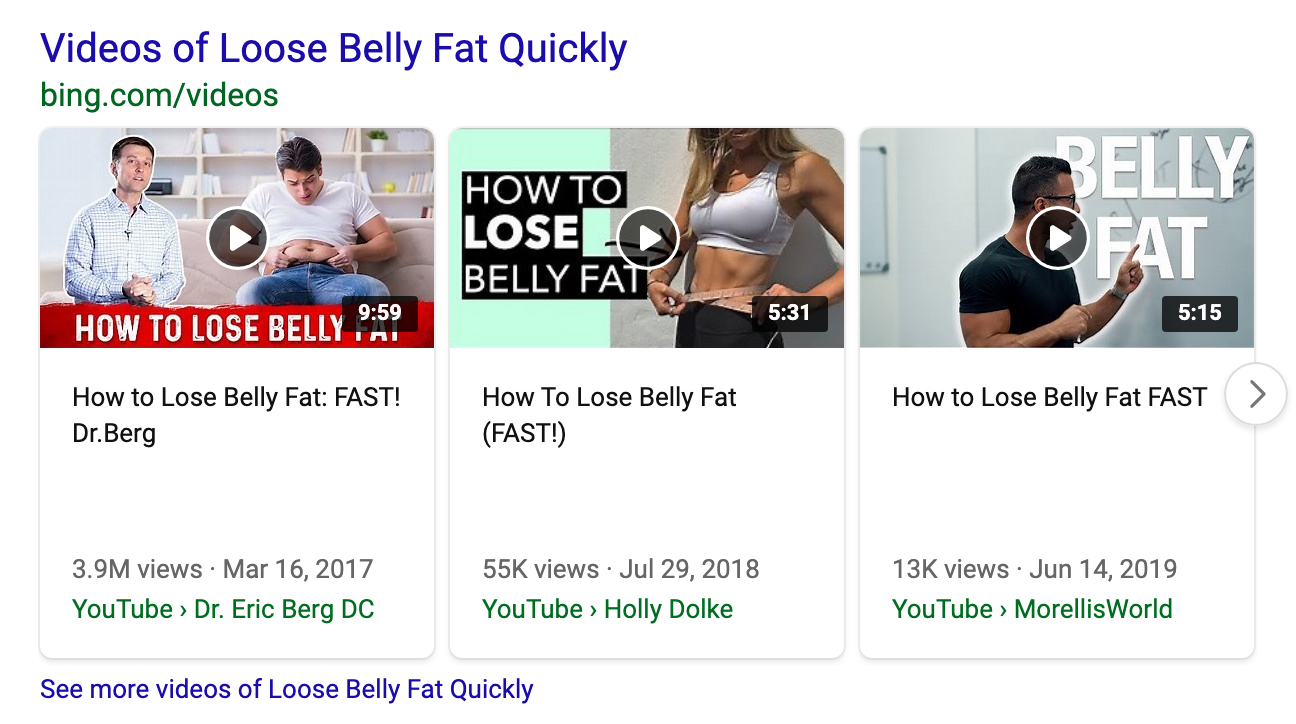 Videos of Loose Belly Fat Quickly
bing.com/videos
HOW TO LOSE BELLY FAT
9:59
HOW TO
LOSE
BELLY FAT
5:31
BELLY
FAT
5:15
How to Lose Belly Fat: FAST!
Dr.Berg
3.9M views · Mar 16, 2017
YouTube › Dr. Eric Berg DC
How To Lose Belly Fat
(FAST!)
55K views · Jul 29, 2018
YouTube › Holly Dolke
How to Lose Belly Fat FAST
13K views · Jun 14, 2019
YouTube › MorellisWorld
See more videos of Loose Belly Fat Quickly